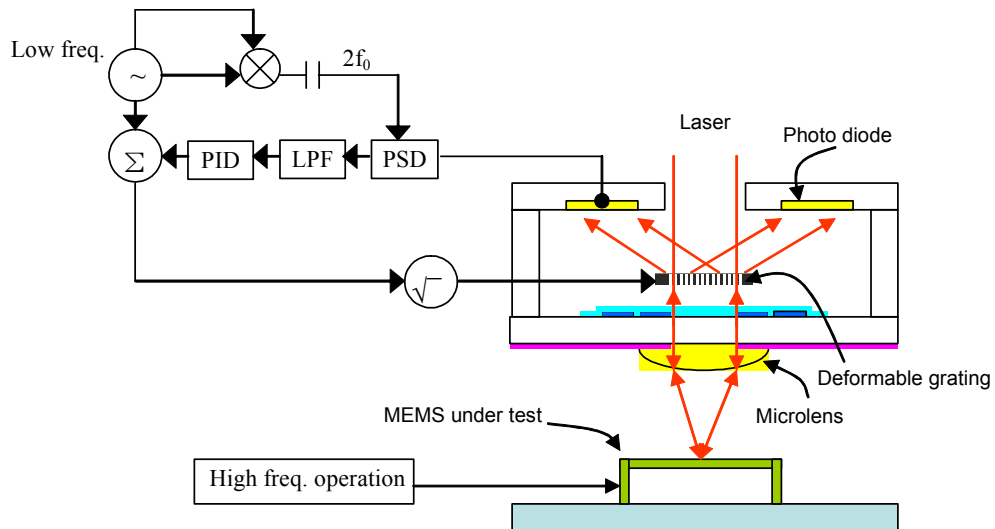 Low freq.
~
2f₀
Laser
Photo diode
Σ
PID
LPF
PSD
√
Deformable grating
Microlens
MEMS under test
High freq. operation